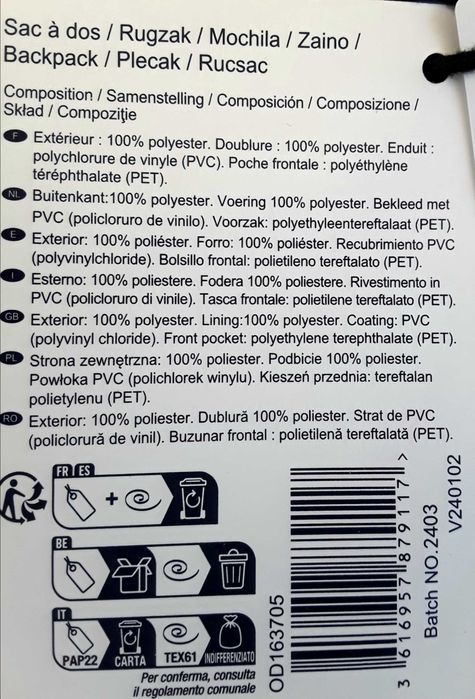 Sac à dos / Rugzak / Mochila / Zaino /
Backpack / Plecak / Rucsac
Composition / Samenstelling / Composición / Composizione /
Skład / Compoziţie
F Extérieur : 100% polyester. Doublure : 100% polyester. Enduit :
polychlorure de vinyle (PVC). Poche frontale : polyéthylène
téréphthalate (PET).
NL Buitenkant:100% polyester. Voering 100% polyester. Bekleed met
PVC (policloruro de vinilo). Voorzak: polyethyleentereftalaat (PET).
E Exterior: 100% poliéster. Forro: 100% poliéster. Recubrimiento PVC
(polyvinylchloride). Bolsillo frontal: polietileno tereftalato (PET).
I Esterno: 100% poliestere. Fodera 100% poliestere. Rivestimento in
PVC (policloruro di vinile). Tasca frontale: polietilene tereftalato (PET).
GB Exterior: 100% polyester. Lining:100% polyester. Coating: PVC
(polyvinyl chloride). Front pocket: polyethylene terephthalate (PET).
PL Strona zewnętrzna: 100% poliester. Podbicie 100% poliester.
Powłoka PVC (polichlorek winylu). Kieszeń przednia: tereftalan
polietylenu (PET).
RO Exterior: 100% poliester. Dublură 100% poliester. Strat de PVC
(policlorură de vinil). Buzunar frontal : polietilenă tereftalată (PET).
FR ES
+
BE
IT
PAP22 CARTA TEX61 INDIFFERENZIATO
Per conferma, consulta
il regolamento comunale
OD163705
3 616957 879117 >
Batch NO.2403
V240102